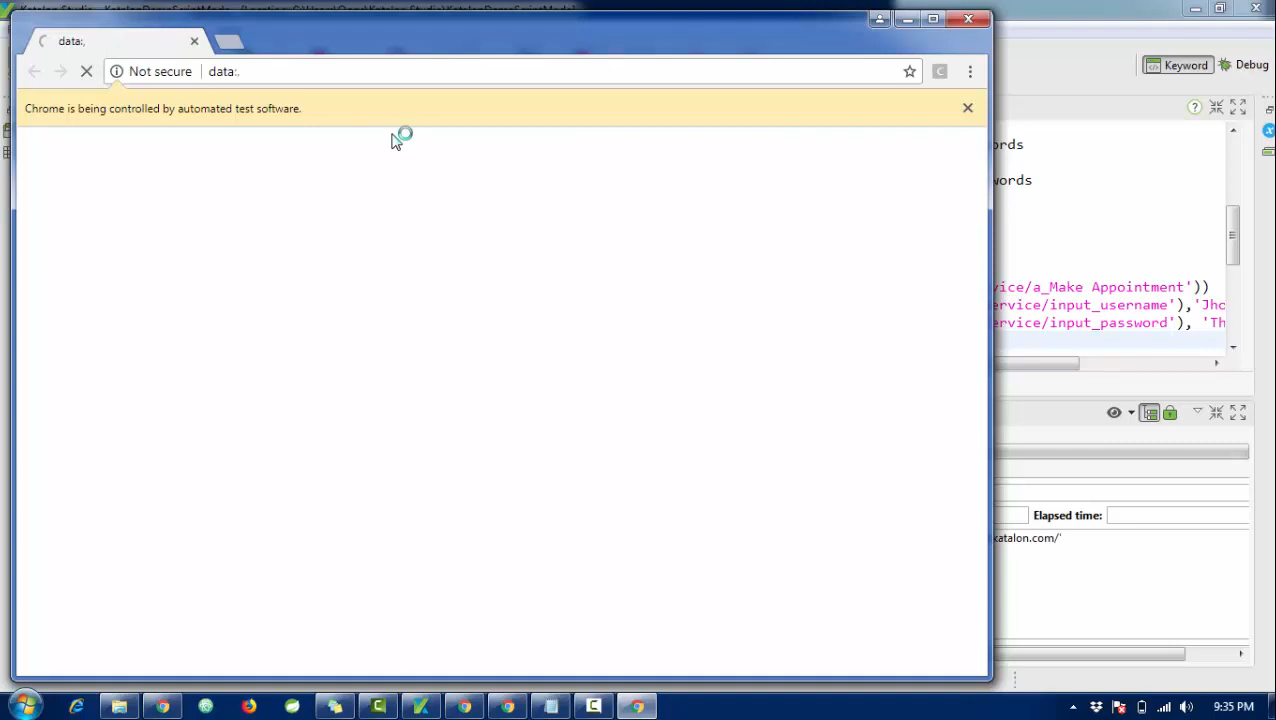 data:,
Not secure
data:,
Chrome is being controlled by automated test software.
Keyword
Debug
ords
words
vice/a_Make Appointment'))
ervice/input_username'),'Jho
ervice/input_password'), 'Th
Elapsed time:
katalon.com/'
9:35 PM